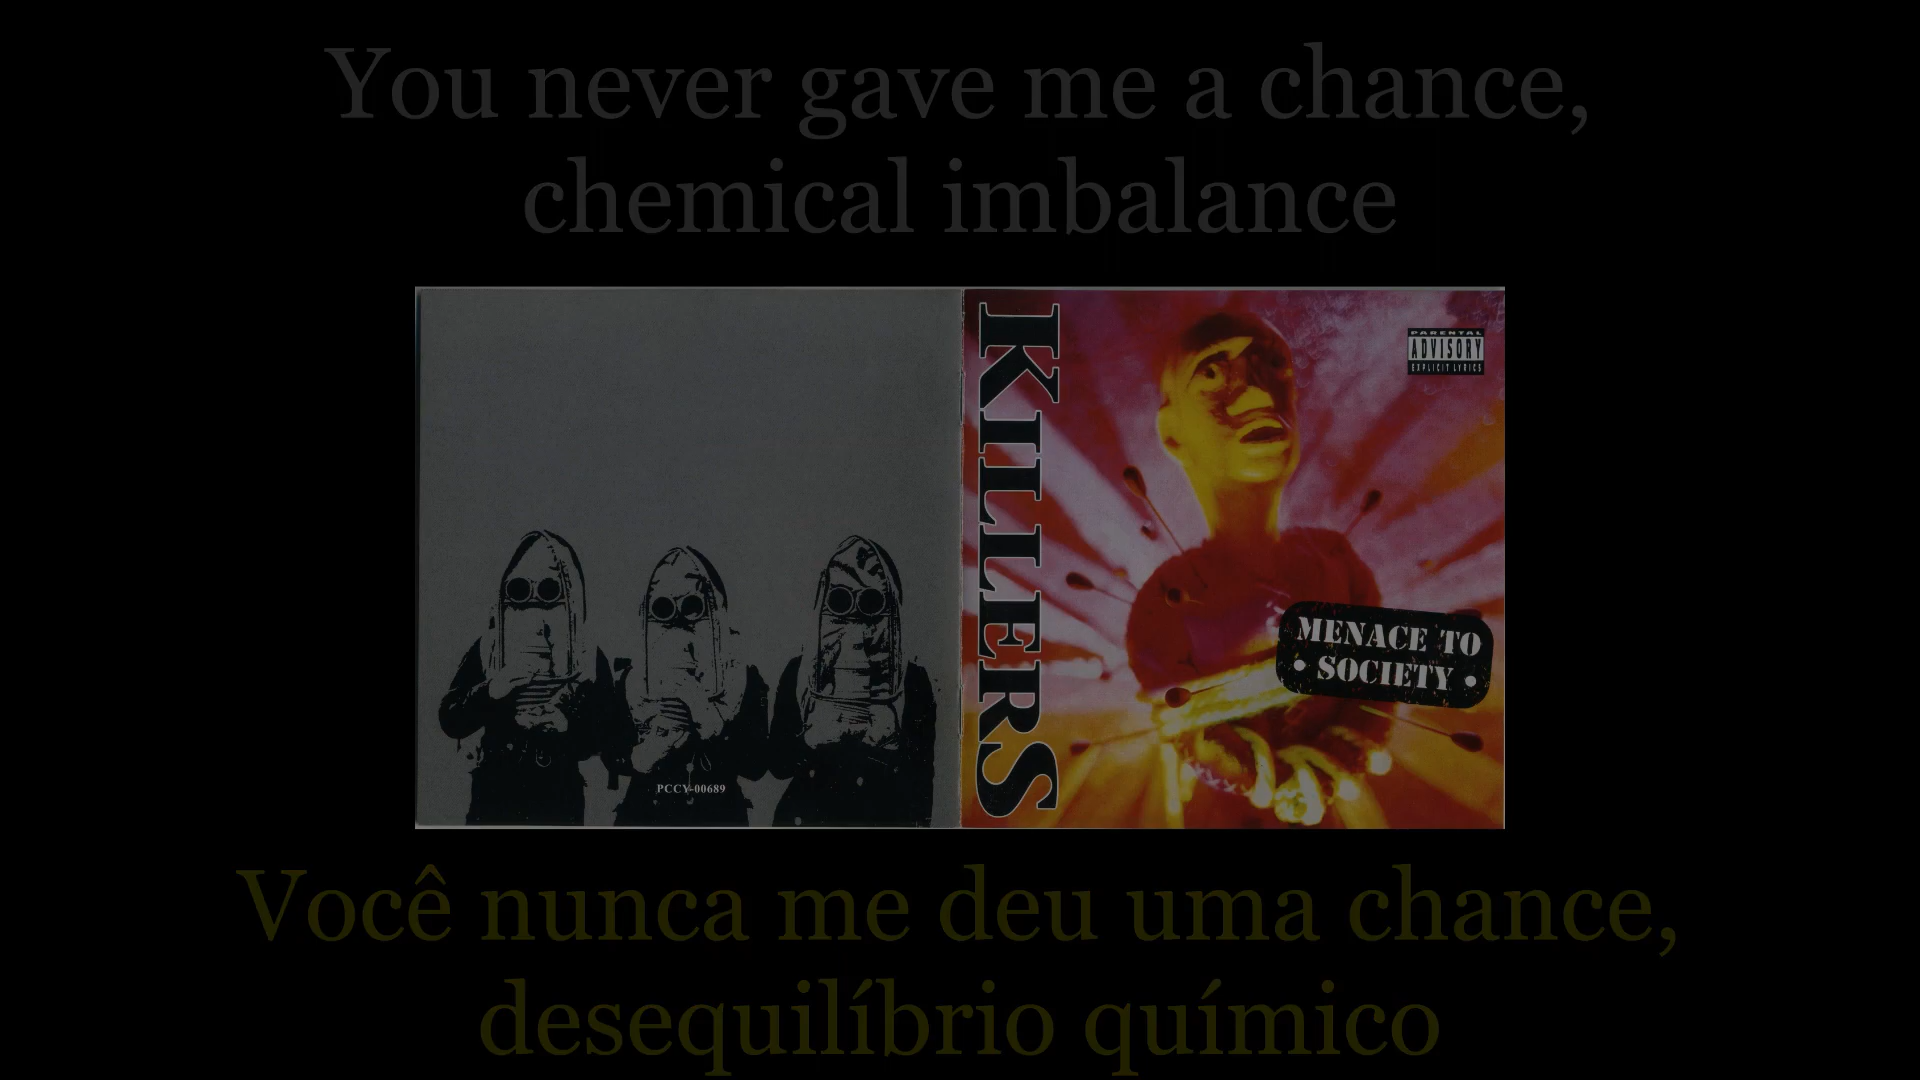 You never gave me a chance,
chemical imbalance
KILLERS
PARENTAL
ADVISORY
EXPLICIT LYRICS
MENACE TO
• SOCIETY •
PCCY-00689
Você nunca me deu uma chance,
desequilíbrio químico